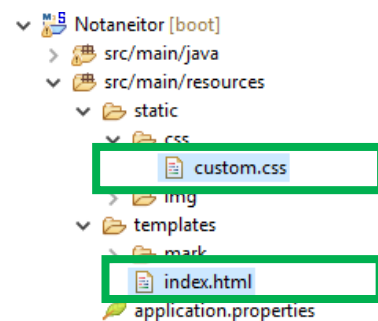 Notaneitor [boot]
src/main/java
src/main/resources
static
css
custom.css
img
templates
mark
index.html
application.properties